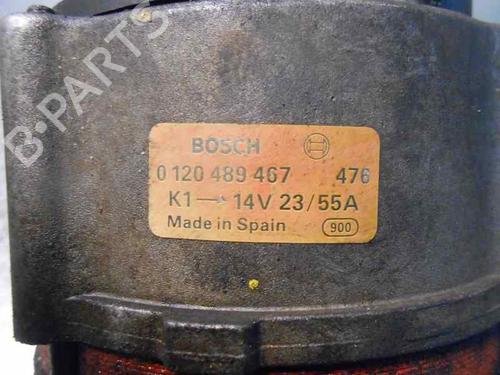 B-PARTS
BOSCH
0 120 489 467 476
K1 → 14V 23/55A
Made in Spain 900